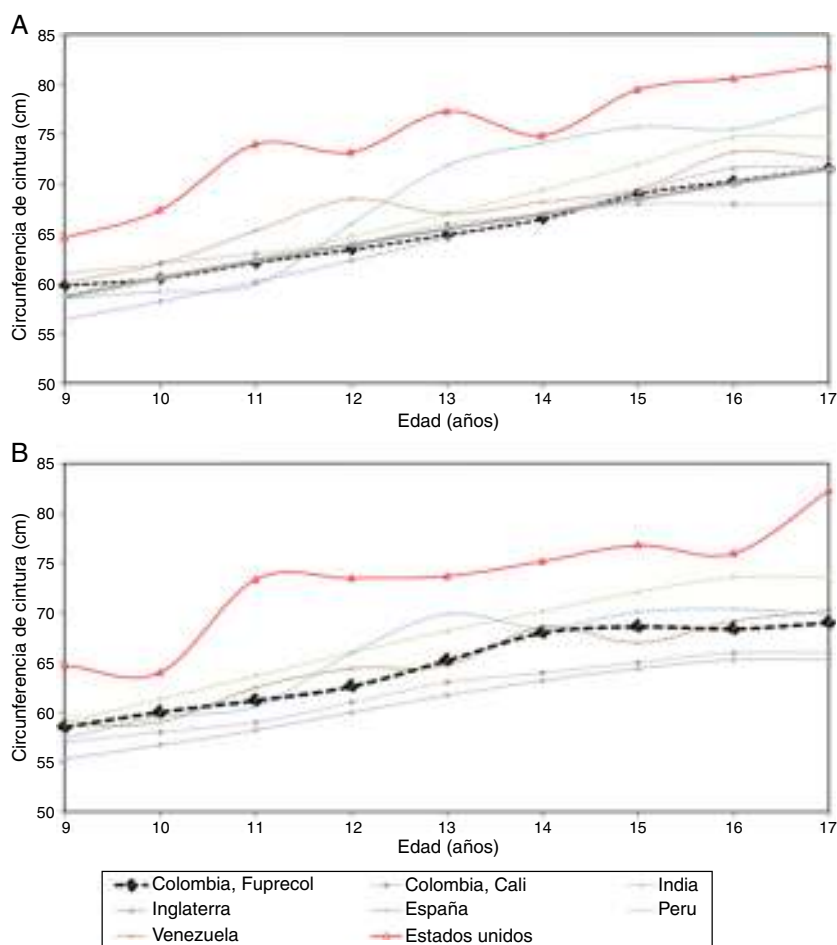 A
85
80
75
70
65
60
55
50
Circunferencia de cintura (cm)
9 10 11 12 13 14 15 16 17
Edad (años)
B
85
80
75
70
65
60
55
50
Circunferencia de cintura (cm)
9 10 11 12 13 14 15 16 17
Edad (años)
Colombia, Fuprecol Colombia, Cali India
Inglaterra España Peru
Venezuela Estados unidos